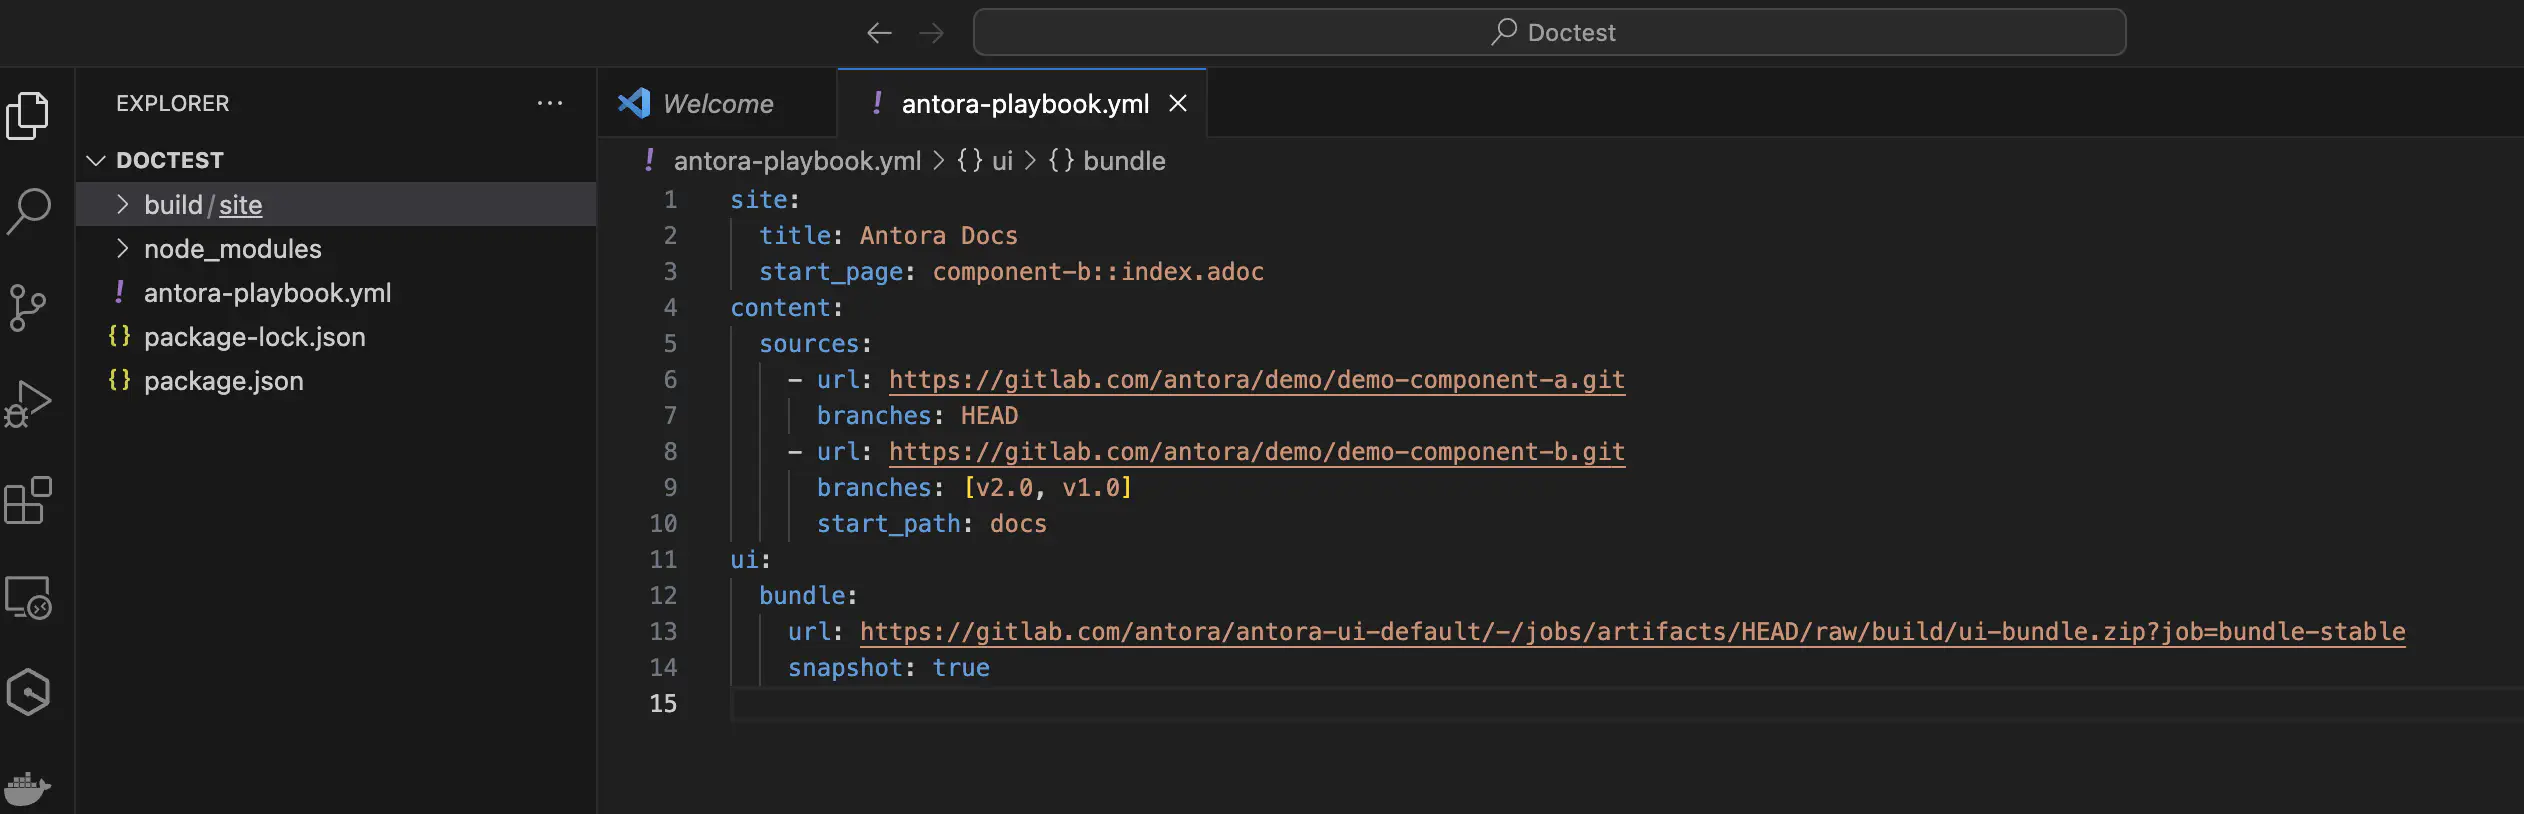 Doctest
EXPLORER
DOCTEST
build/site
node_modules
antora-playbook.yml
package-lock.json
package.json
Welcome
! antora-playbook.yml
! antora-playbook.yml > {} ui > {} bundle
1 site:
2 title: Antora Docs
3 start_page: component-b::index.adoc
4 content:
5 sources:
6 - url: https://gitlab.com/antora/demo/demo-component-a.git
7 branches: HEAD
8 - url: https://gitlab.com/antora/demo/demo-component-b.git
9 branches: [v2.0, v1.0]
10 start_path: docs
11 ui:
12 bundle:
13 url: https://gitlab.com/antora/antora-ui-default/-/jobs/artifacts/HEAD/raw/build/ui-bundle.zip?job=bundle-stable
14 snapshot: true
15